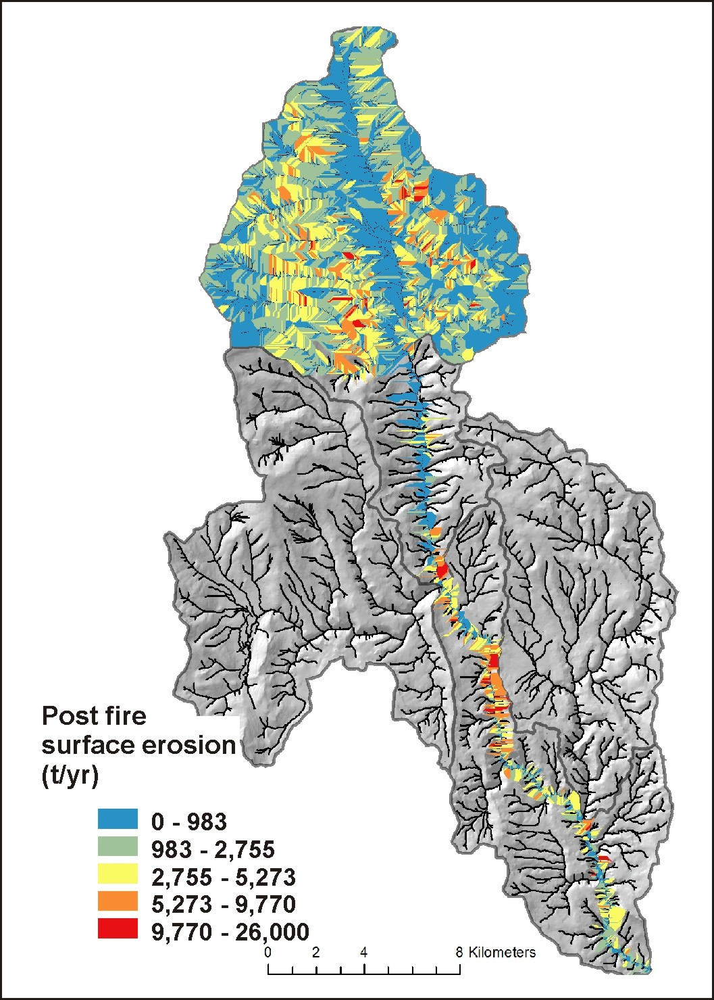 Post fire
surface erosion
(t/yr)
0 - 983
983 - 2,755
2,755 - 5,273
5,273 - 9,770
9,770 - 26,000
0 2 4 8 Kilometers